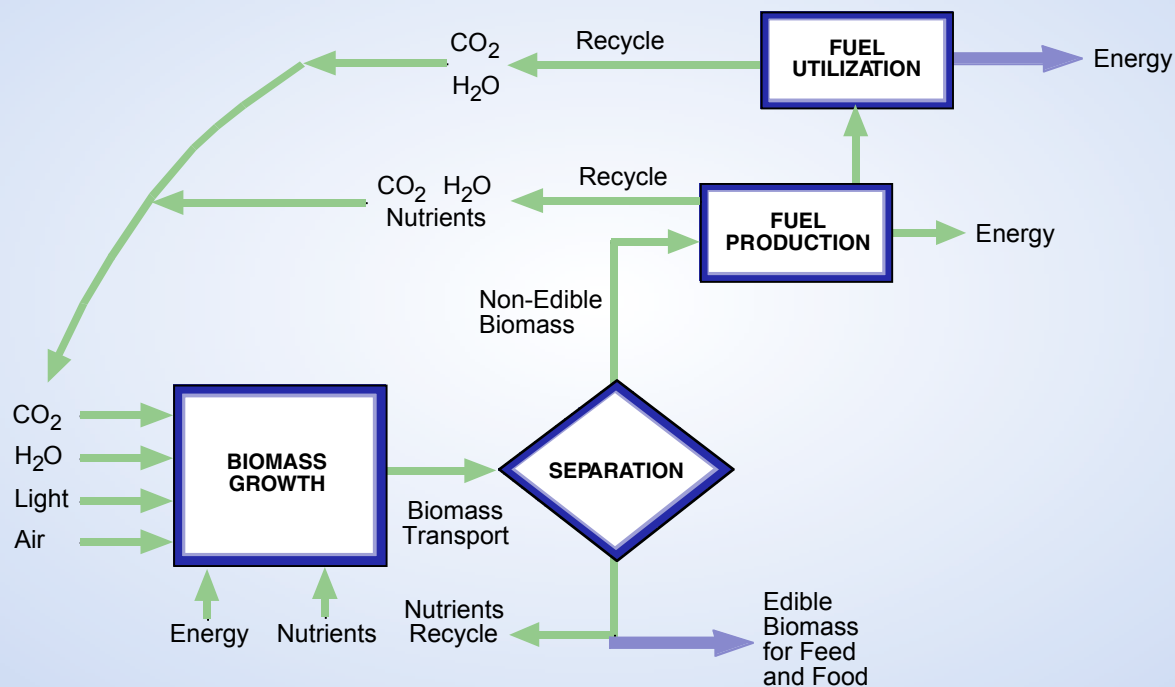 CO2
H2O
Recycle
FUEL
UTILIZATION
Energy
CO2 H2O
Nutrients
Recycle
FUEL
PRODUCTION
Energy
Non-Edible
Biomass
CO2
H2O
Light
Air
BIOMASS
GROWTH
Biomass
Transport
SEPARATION
Energy
Nutrients
Nutrients
Recycle
Edible
Biomass
for Feed
and Food